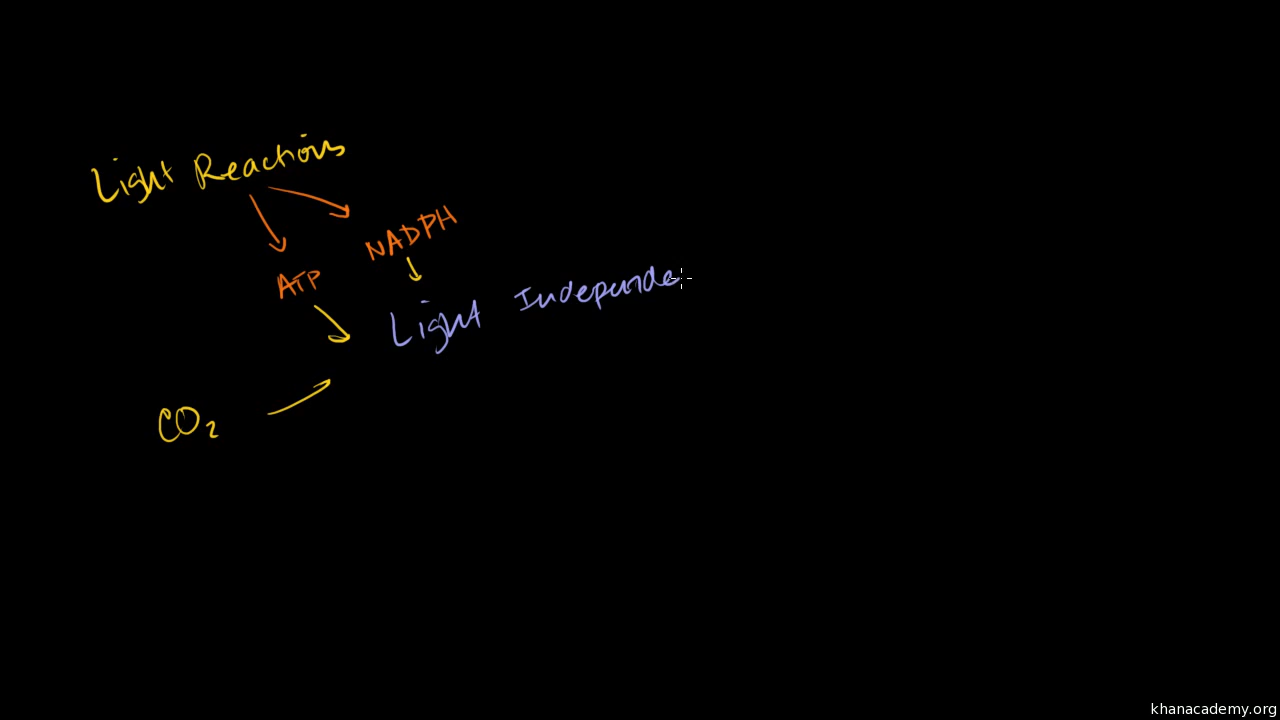 Light Reactions
NADPH
ATP
Light Independe
CO₂
khanacademy.org